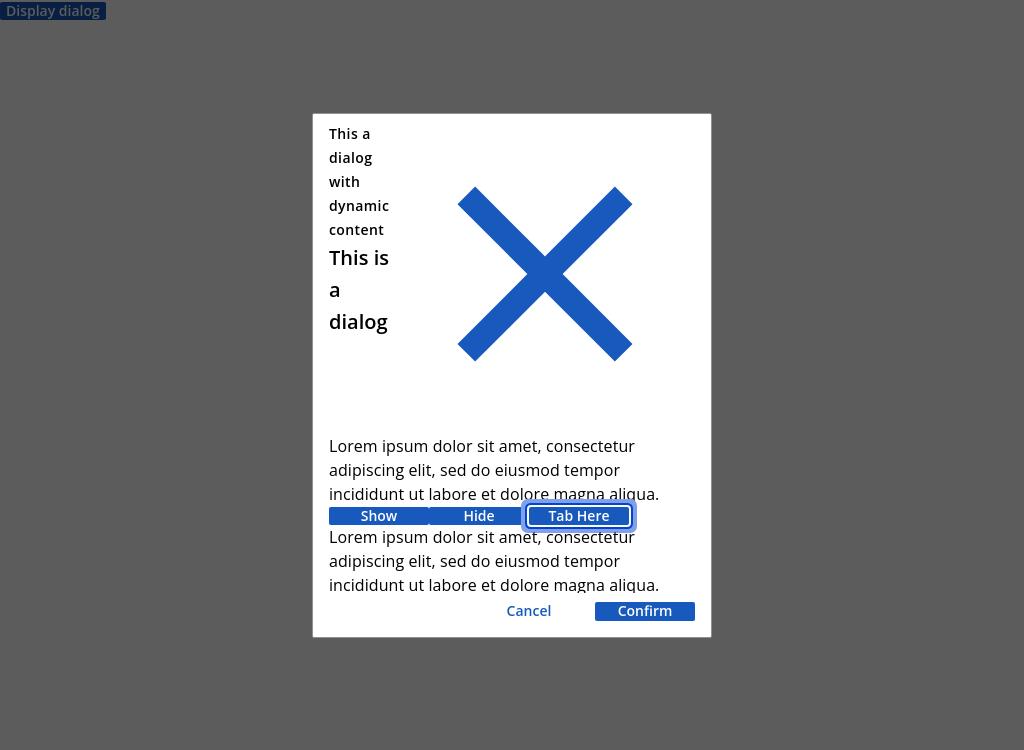 Display dialog
This a
dialog
with
dynamic
content
This is
a
dialog
Lorem ipsum dolor sit amet, consectetur
adipiscing elit, sed do eiusmod tempor
incididunt ut labore et dolore magna aliqua.
Show Hide Tab Here
Lorem ipsum dolor sit amet, consectetur
adipiscing elit, sed do eiusmod tempor
incididunt ut labore et dolore magna aliqua.
Cancel Confirm